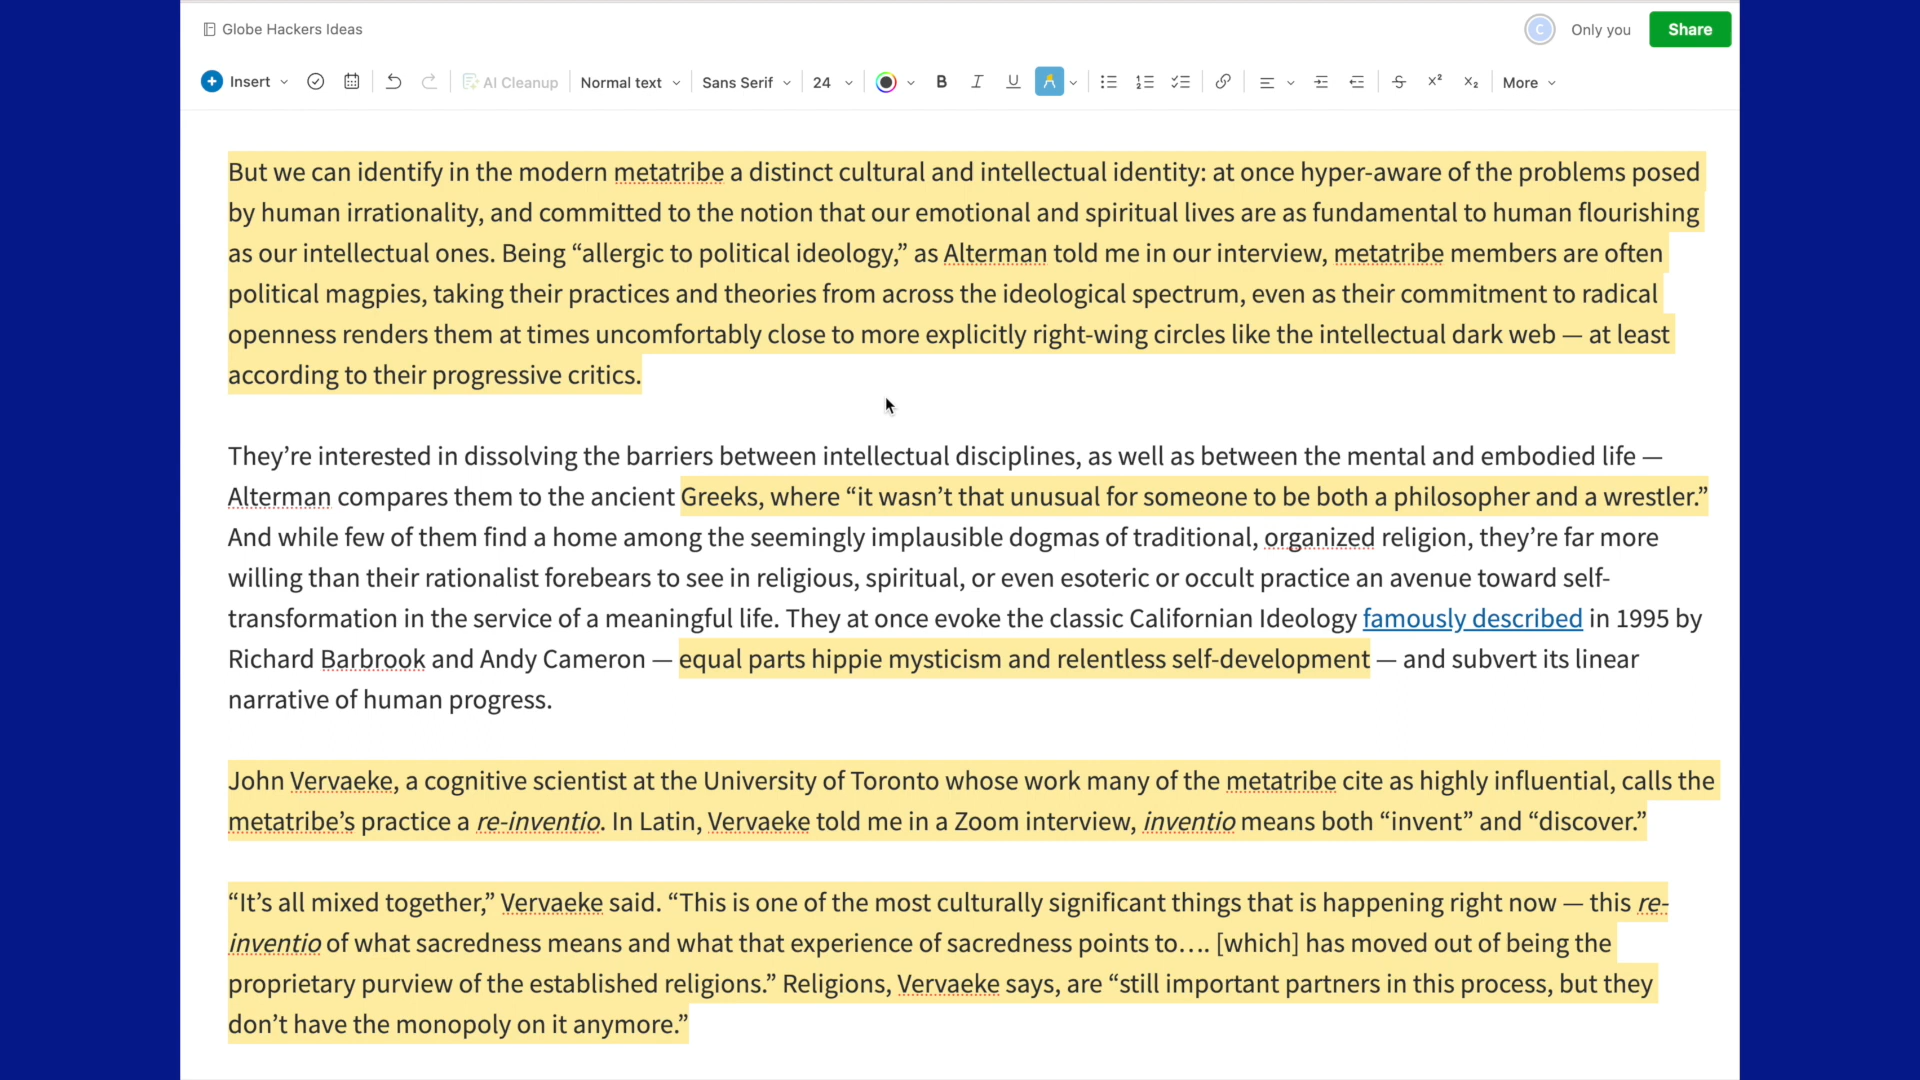 Globe Hackers Ideas
C Only you Share
Insert AI Cleanup Normal text Sans Serif 24 B I U A More
But we can identify in the modern metatribe a distinct cultural and intellectual identity: at once hyper-aware of the problems posed
by human irrationality, and committed to the notion that our emotional and spiritual lives are as fundamental to human flourishing
as our intellectual ones. Being “allergic to political ideology,” as Alterman told me in our interview, metatribe members are often
political magpies, taking their practices and theories from across the ideological spectrum, even as their commitment to radical
openness renders them at times uncomfortably close to more explicitly right-wing circles like the intellectual dark web — at least
according to their progressive critics.
They’re interested in dissolving the barriers between intellectual disciplines, as well as between the mental and embodied life —
Alterman compares them to the ancient Greeks, where “it wasn’t that unusual for someone to be both a philosopher and a wrestler.”
And while few of them find a home among the seemingly implausible dogmas of traditional, organized religion, they’re far more
willing than their rationalist forebears to see in religious, spiritual, or even esoteric or occult practice an avenue toward self-
transformation in the service of a meaningful life. They at once evoke the classic Californian Ideology famously described in 1995 by
Richard Barbrook and Andy Cameron — equal parts hippie mysticism and relentless self-development — and subvert its linear
narrative of human progress.
John Vervaeke, a cognitive scientist at the University of Toronto whose work many of the metatribe cite as highly influential, calls the
metatribe’s practice a re-inventio. In Latin, Vervaeke told me in a Zoom interview, inventio means both “invent” and “discover.”
“It’s all mixed together,” Vervaeke said. “This is one of the most culturally significant things that is happening right now — this re-
inventio of what sacredness means and what that experience of sacredness points to…. [which] has moved out of being the
proprietary purview of the established religions.” Religions, Vervaeke says, are “still important partners in this process, but they
don’t have the monopoly on it anymore.”